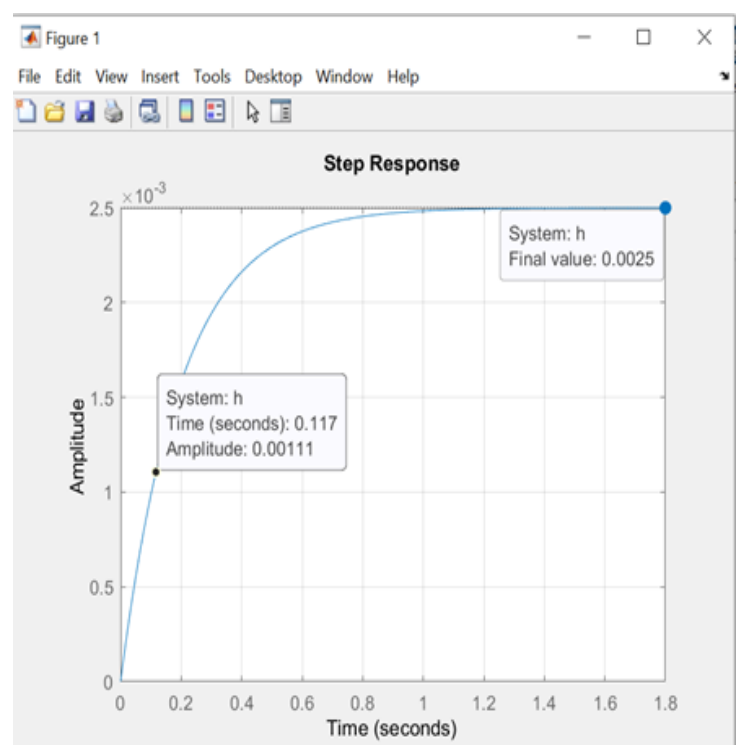 Figure 1
File Edit View Insert Tools Desktop Window Help
Step Response
×10-3
2.5
System: h
Final value: 0.0025
2
System: h
Time (seconds): 0.117
Amplitude: 0.00111
1.5
Amplitude
1
0.5
0
0 0.2 0.4 0.6 0.8 1 1.2 1.4 1.6 1.8
Time (seconds)